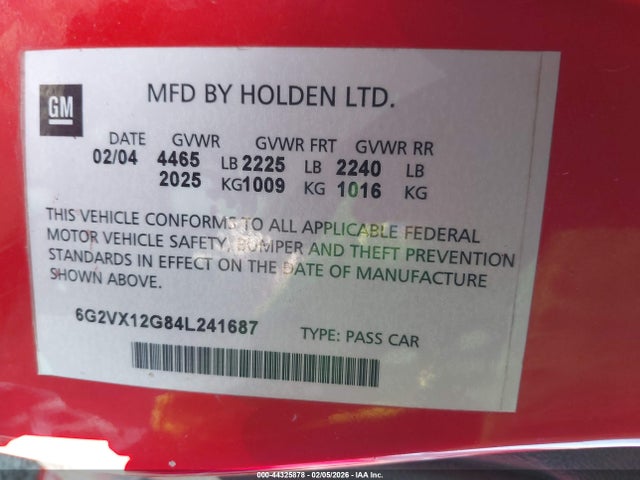 GM
MFD BY HOLDEN LTD.
DATE GVWR GVWR FRT GVWR RR
02/04 4465 LB 2225 LB 2240 LB
2025 KG 1009 KG 1016 KG
THIS VEHICLE CONFORMS TO ALL APPLICABLE FEDERAL
MOTOR VEHICLE SAFETY, BUMPER AND THEFT PREVENTION
STANDARDS IN EFFECT ON THE DATE OF MANUFACTURE
SHOWN ABOVE.
6G2VX12G84L241687 TYPE: PASS CAR
000-44325878 - 02/05/2026 - IAA Inc.